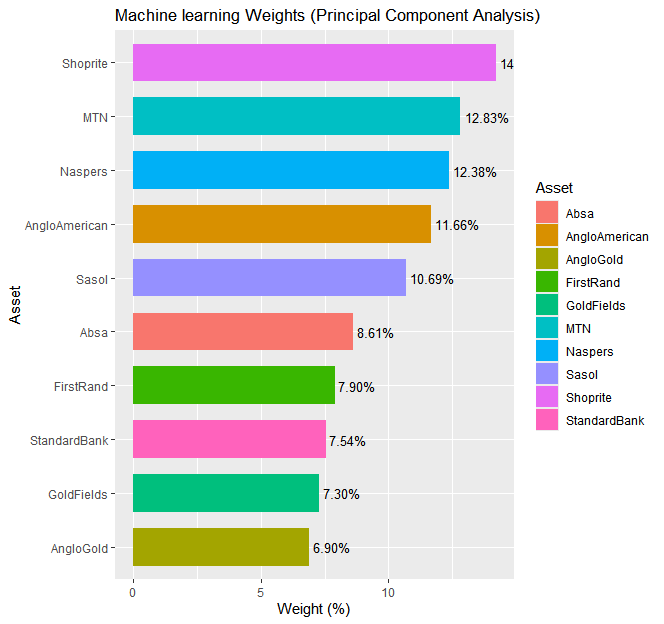 Machine learning Weights (Principal Component Analysis)
Shoprite 14
MTN 12.83%
Naspers 12.38%
AngloAmerican 11.66%
Sasol 10.69%
Absa 8.61%
FirstRand 7.90%
StandardBank 7.54%
GoldFields 7.30%
AngloGold 6.90%
0 5 10
Weight (%)
Asset
Asset
Absa
AngloAmerican
AngloGold
FirstRand
GoldFields
MTN
Naspers
Sasol
Shoprite
StandardBank